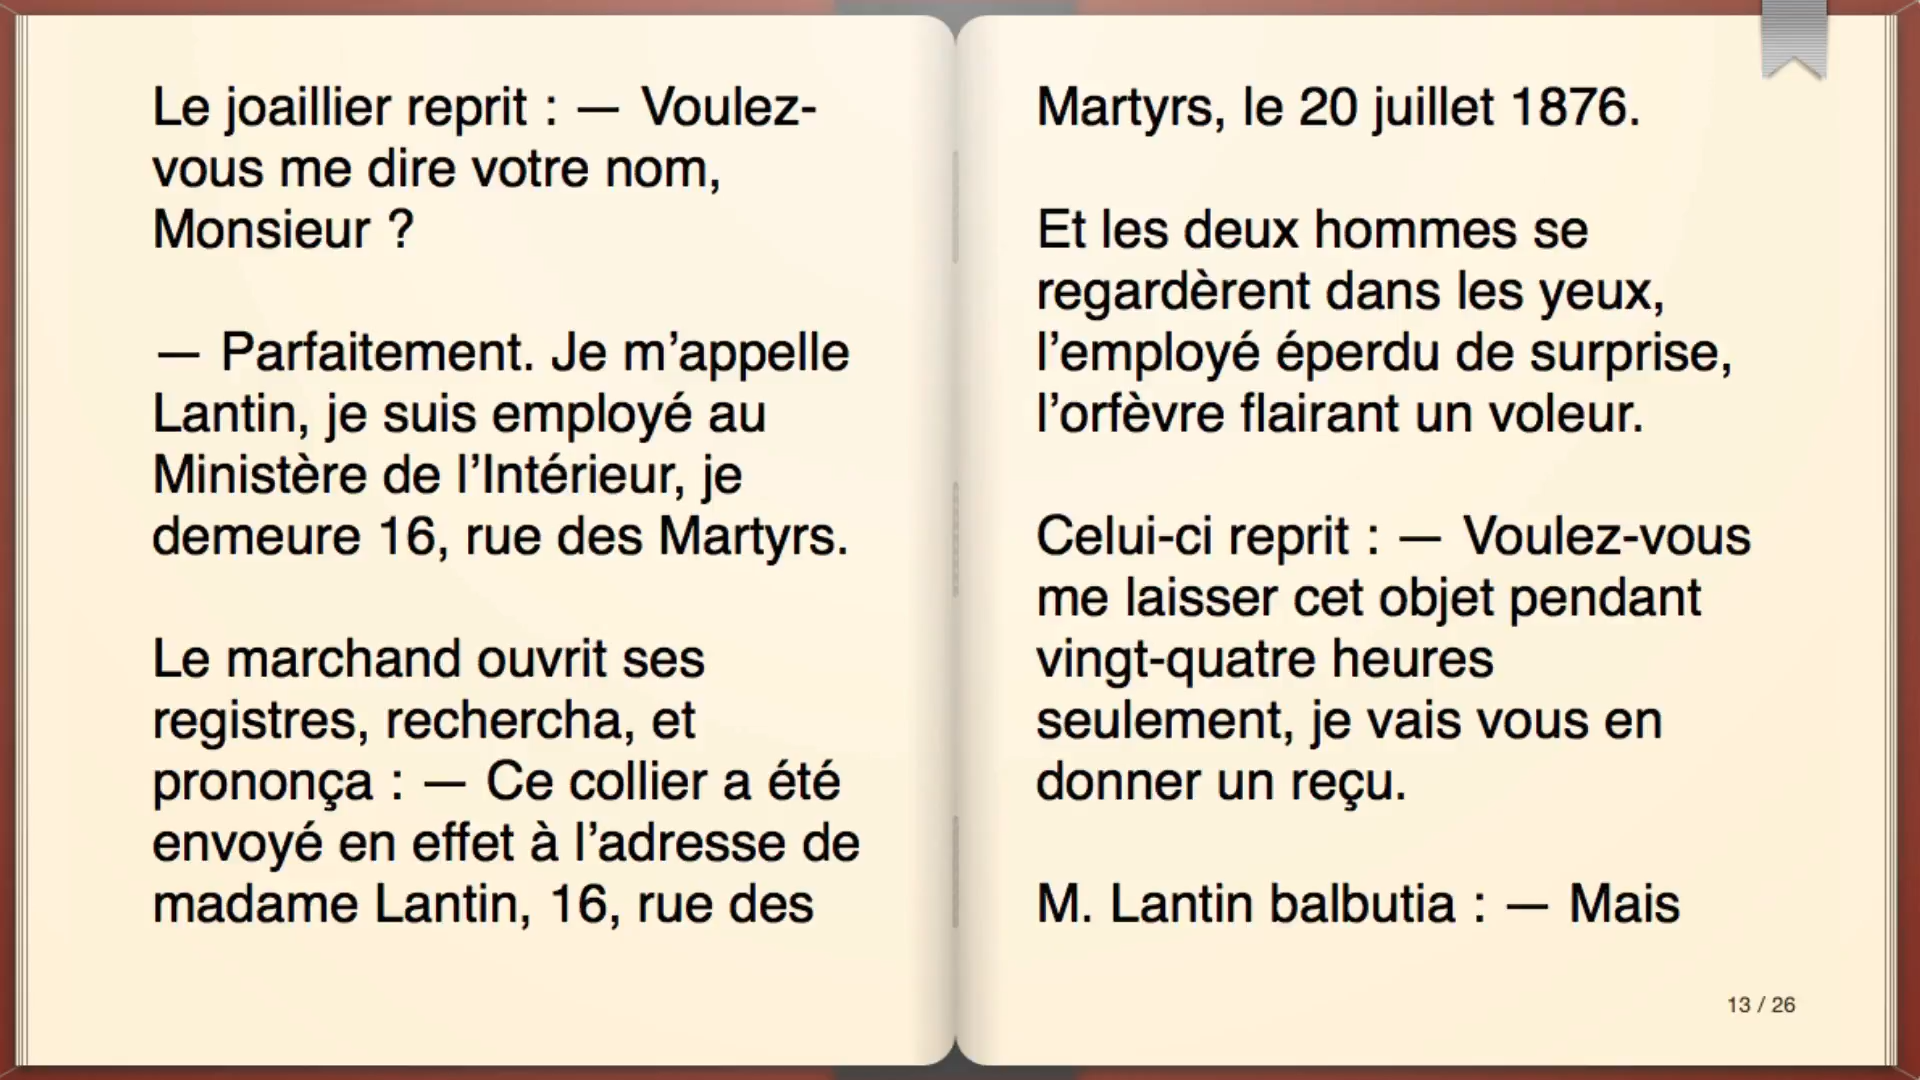 Le joaillier reprit : — Voulez-
vous me dire votre nom,
Monsieur ?
— Parfaitement. Je m’appelle
Lantin, je suis employé au
Ministère de l’Intérieur, je
demeure 16, rue des Martyrs.
Le marchand ouvrit ses
registres, rechercha, et
prononça : — Ce collier a été
envoyé en effet à l’adresse de
madame Lantin, 16, rue des
Martyrs, le 20 juillet 1876.
Et les deux hommes se
regardèrent dans les yeux,
l’employé éperdu de surprise,
l’orfèvre flairant un voleur.
Celui-ci reprit : — Voulez-vous
me laisser cet objet pendant
vingt-quatre heures
seulement, je vais vous en
donner un reçu.
M. Lantin balbutia : — Mais
13 / 26